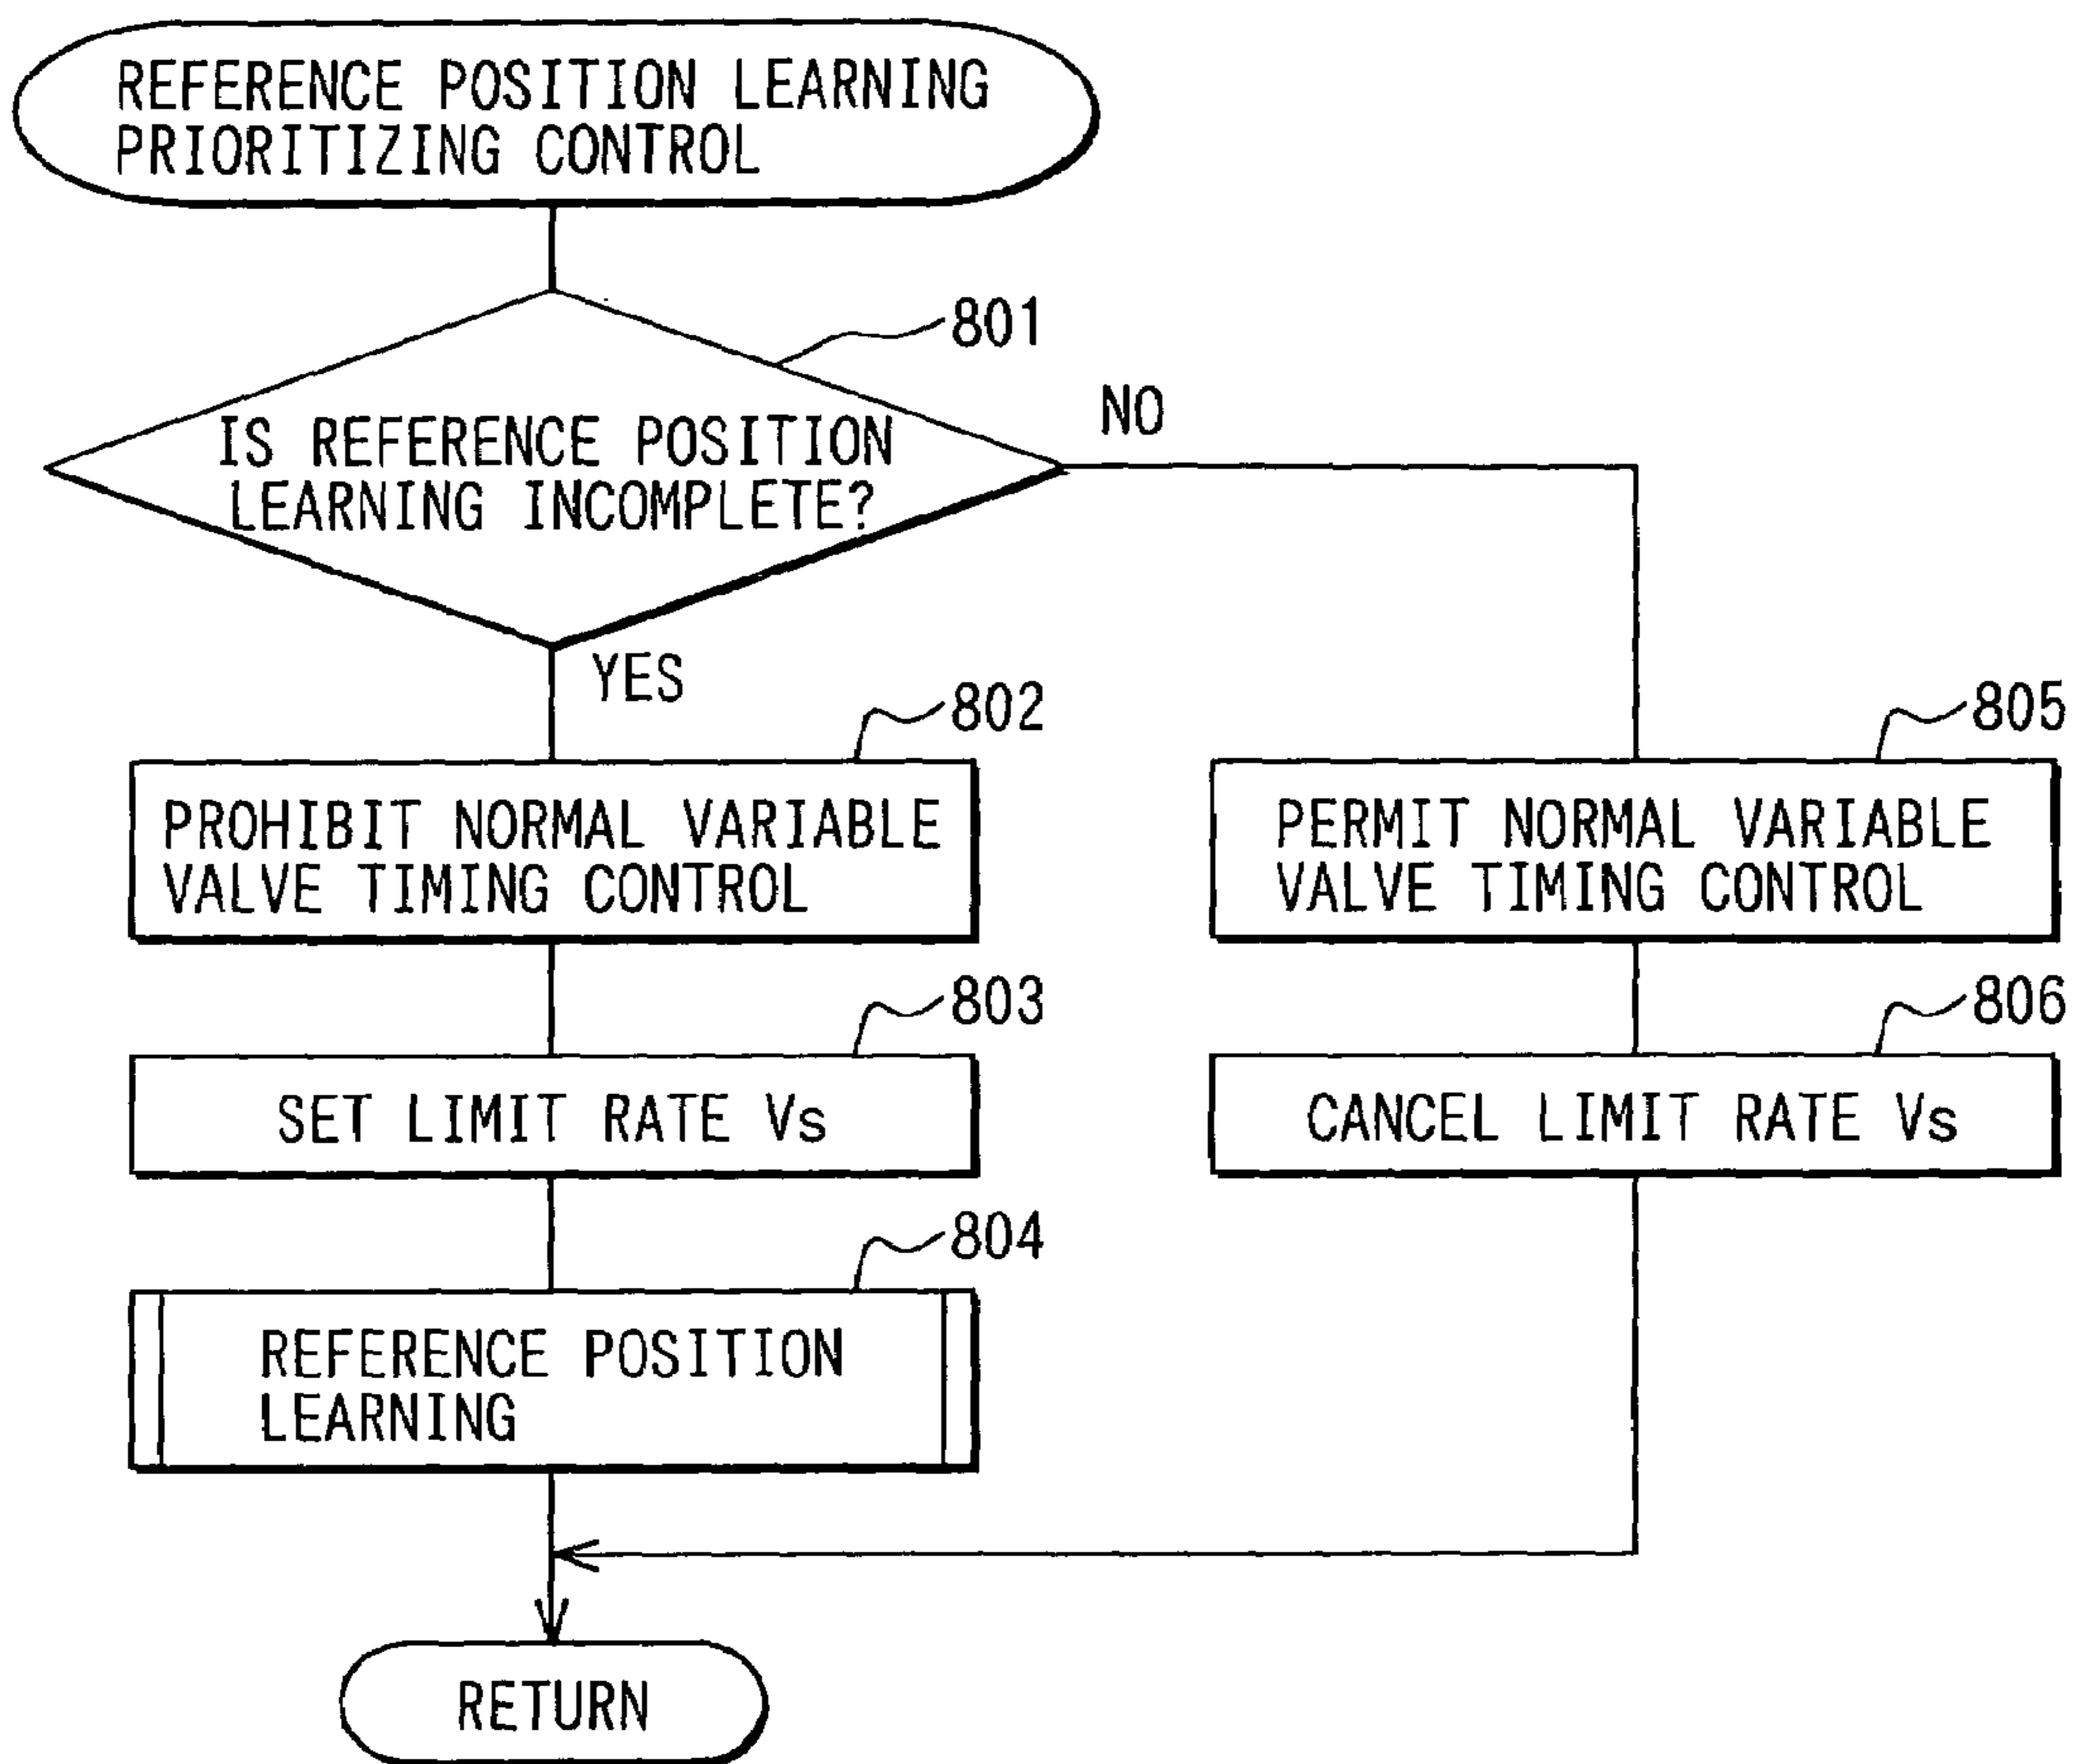 REFERENCE POSITION LEARNING
PRIORITIZING CONTROL
801
IS REFERENCE POSITION
LEARNING INCOMPLETE?
NO
YES
802
PROHIBIT NORMAL VARIABLE
VALVE TIMING CONTROL
805
PERMIT NORMAL VARIABLE
VALVE TIMING CONTROL
803
SET LIMIT RATE Vs
806
CANCEL LIMIT RATE Vs
804
REFERENCE POSITION
LEARNING
RETURN